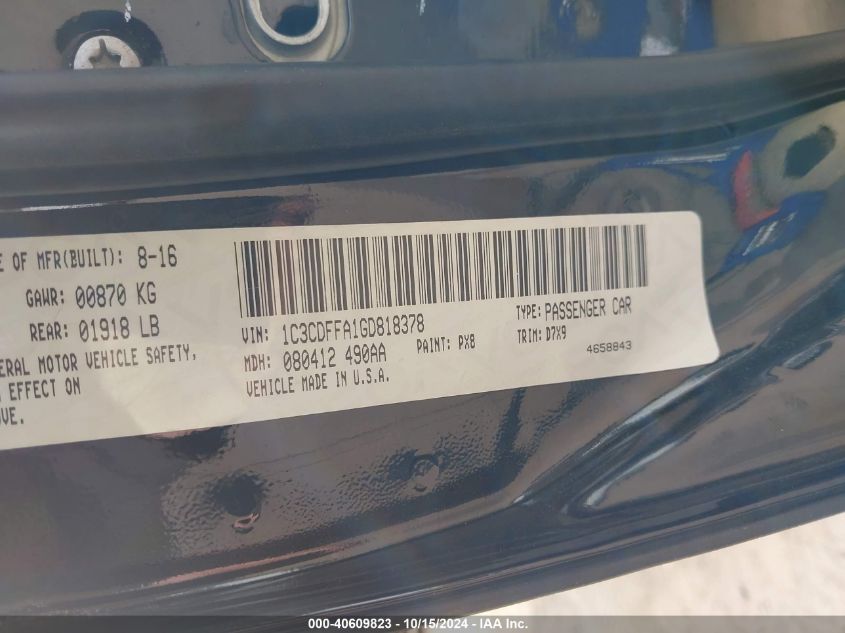 E OF MFR(BUILT): 8-16
GAWR: 00870 KG
REAR: 01918 LB
ERAL MOTOR VEHICLE SAFETY,
EFFECT ON
VE.
VIN: 1C3CDFFA1GD818378
TYPE: PASSENGER CAR
MDH: 080412 490AA
PAINT: PX8
TRIM: D7X9
VEHICLE MADE IN U.S.A.
4658843
000-40609823 - 10/15/2024 - IAA Inc.